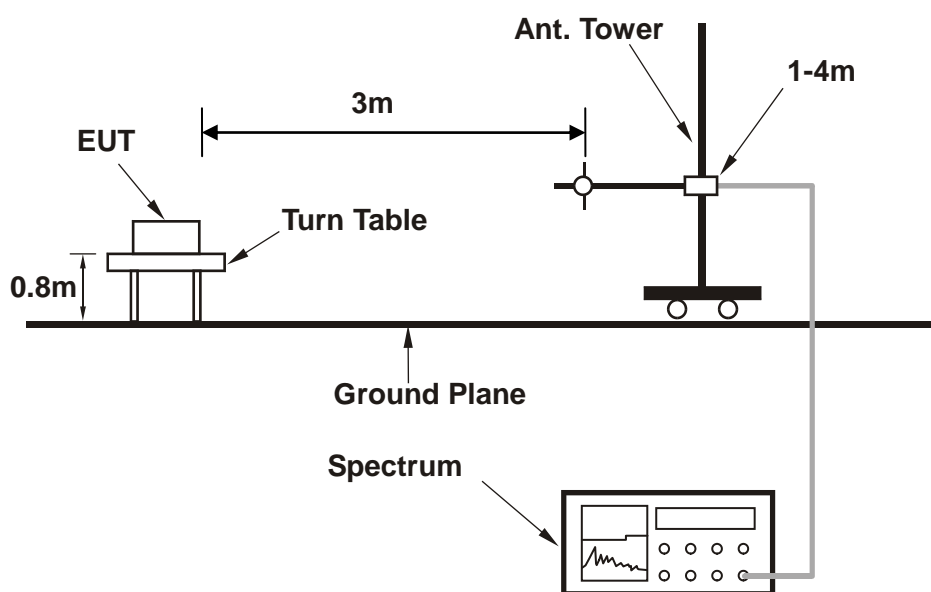 Ant. Tower
1-4m
3m
EUT
Turn Table
0.8m
Ground Plane
Spectrum